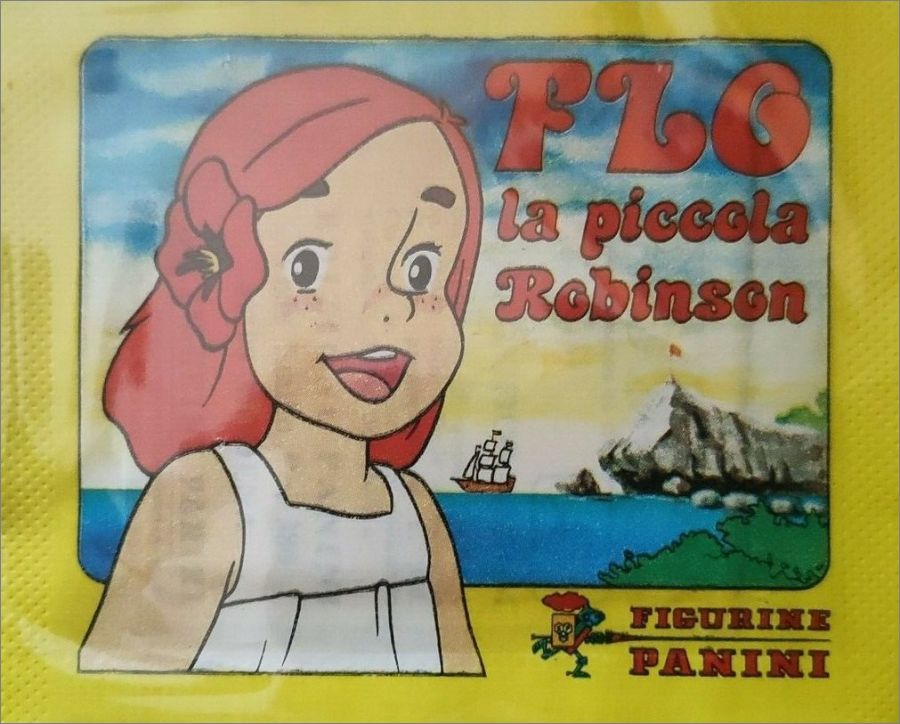 FLO
la piccola
Robinson
FIGURINE
PANINI